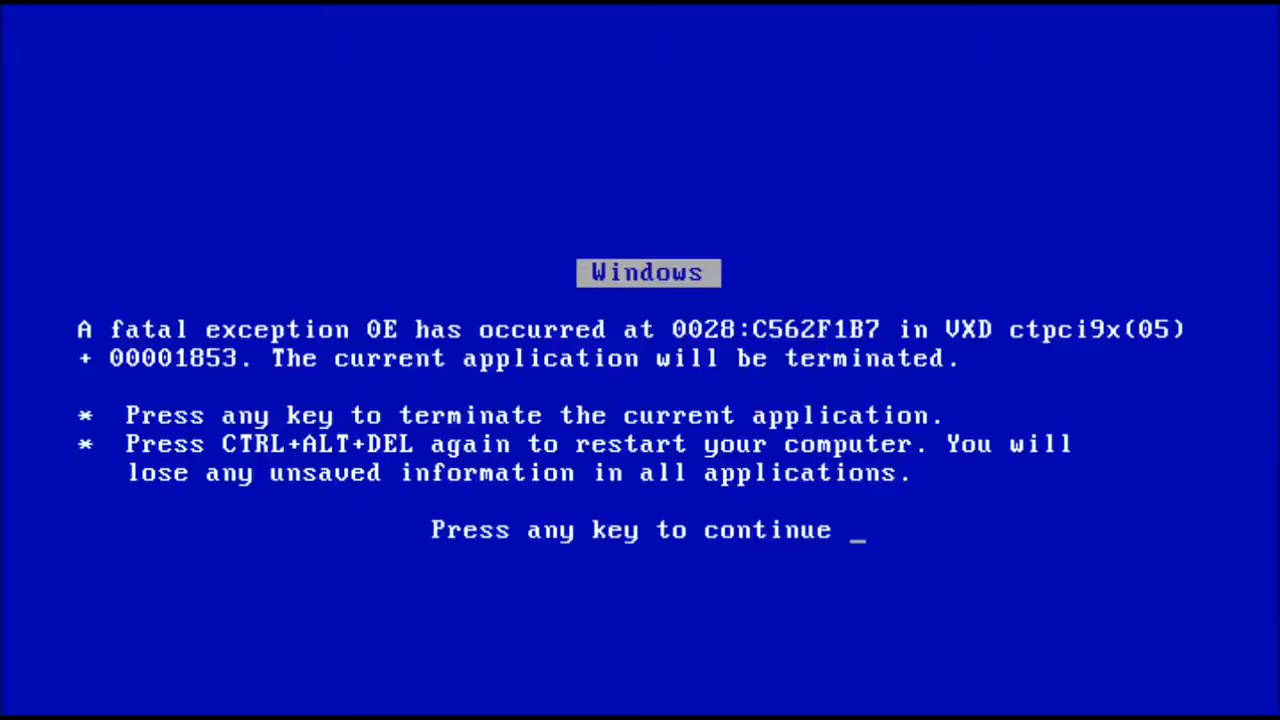 Windows
A fatal exception 0E has occurred at 0028:C562F1B7 in VXD ctpci9x(05)
+ 00001853. The current application will be terminated.
* Press any key to terminate the current application.
* Press CTRL+ALT+DEL again to restart your computer. You will
lose any unsaved information in all applications.
Press any key to continue _